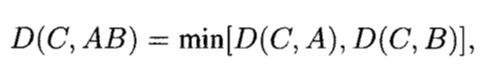 D(C, AB) = min[D(C, A), D(C, B)],